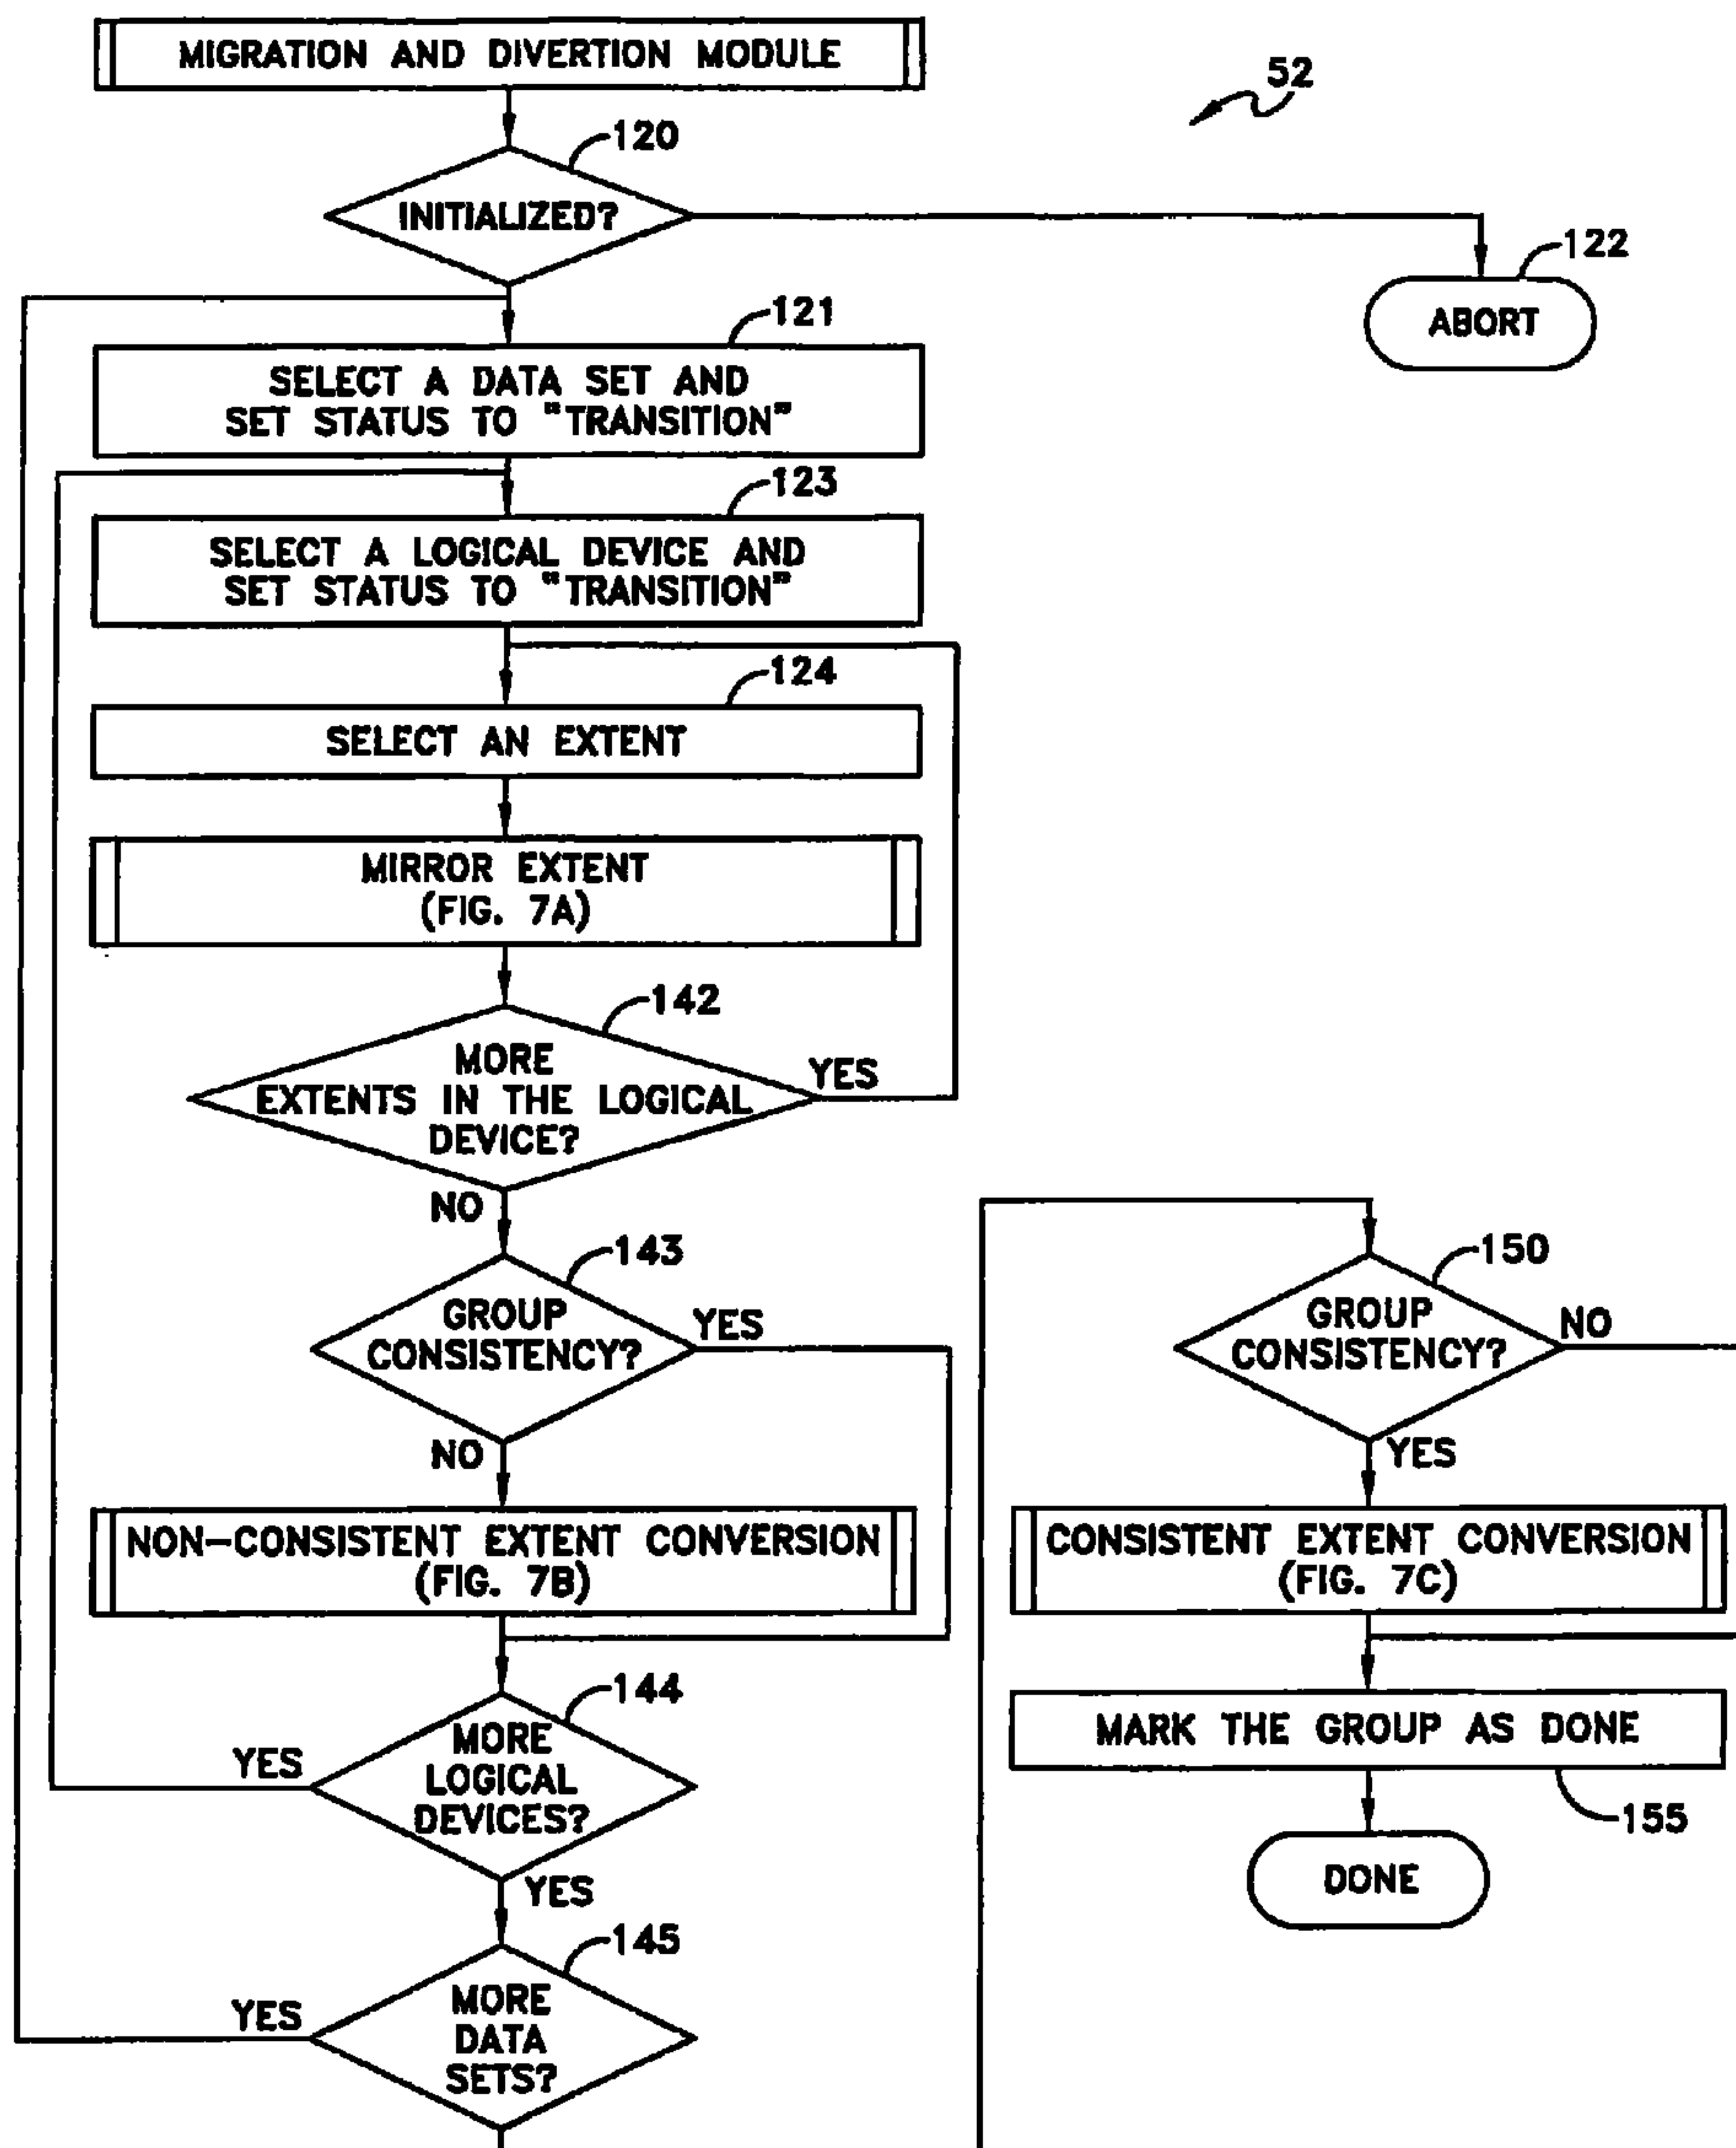 MIGRATION AND DIVERTION MODULE
52
120
INITIALIZED?
122
ABORT
121
SELECT A DATA SET AND
SET STATUS TO "TRANSITION"
123
SELECT A LOGICAL DEVICE AND
SET STATUS TO "TRANSITION"
124
SELECT AN EXTENT
MIRROR EXTENT
(FIG. 7A)
142
MORE
EXTENTS IN THE LOGICAL
DEVICE?
YES
NO
143
GROUP
CONSISTENCY?
YES
NO
NON-CONSISTENT EXTENT CONVERSION
(FIG. 7B)
144
MORE
LOGICAL
DEVICES?
YES
YES
145
MORE
DATA
SETS?
YES
150
GROUP
CONSISTENCY?
NO
YES
CONSISTENT EXTENT CONVERSION
(FIG. 7C)
MARK THE GROUP AS DONE
155
DONE